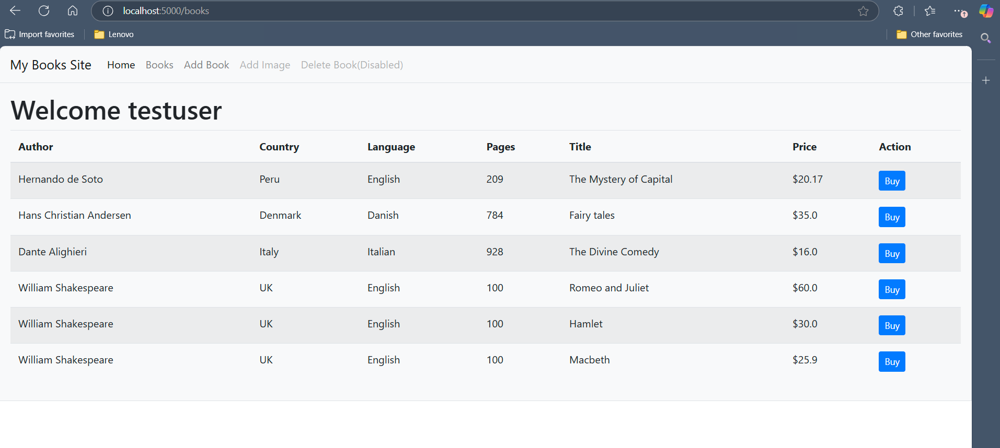 localhost:5000/books
Import favorites Lenovo Other favorites
My Books Site Home Books Add Book Add Image Delete Book(Disabled)
Welcome testuser
Author Country Language Pages Title Price Action
Hernando de Soto Peru English 209 The Mystery of Capital $20.17 Buy
Hans Christian Andersen Denmark Danish 784 Fairy tales $35.0 Buy
Dante Alighieri Italy Italian 928 The Divine Comedy $16.0 Buy
William Shakespeare UK English 100 Romeo and Juliet $60.0 Buy
William Shakespeare UK English 100 Hamlet $30.0 Buy
William Shakespeare UK English 100 Macbeth $25.9 Buy